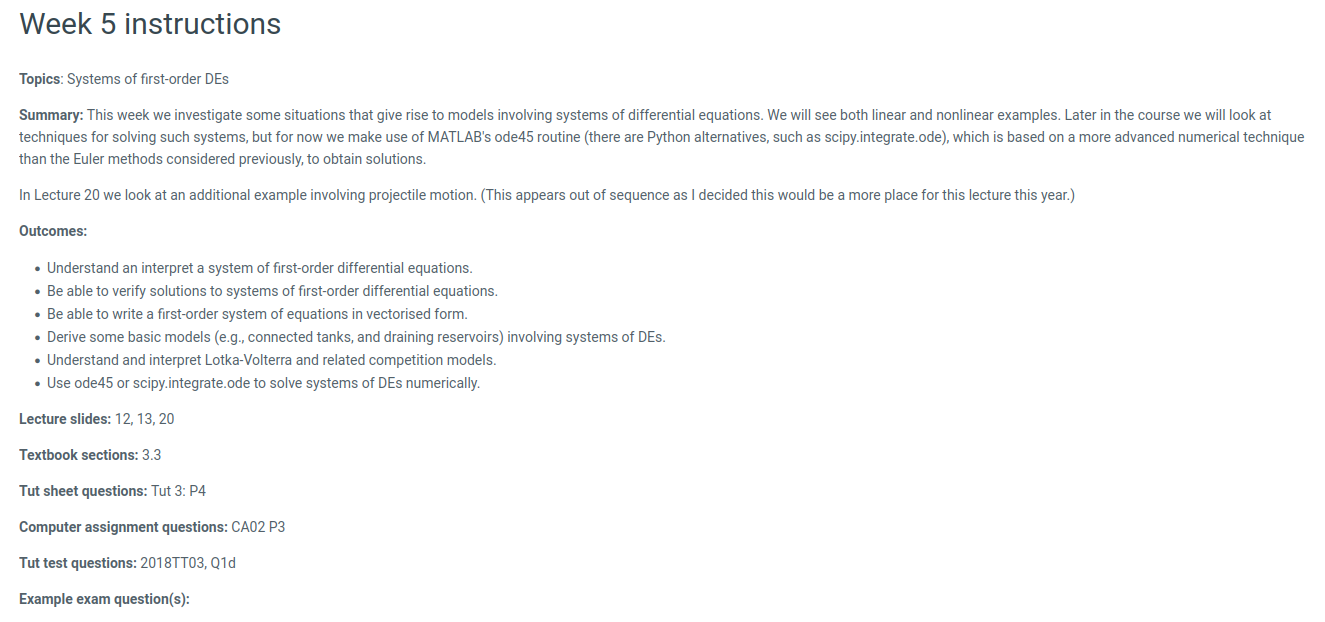 Week 5 instructions
Topics: Systems of first-order DEs
Summary: This week we investigate some situations that give rise to models involving systems of differential equations. We will see both linear and nonlinear examples. Later in the course we will look at
techniques for solving such systems, but for now we make use of MATLAB's ode45 routine (there are Python alternatives, such as scipy.integrate.ode), which is based on a more advanced numerical technique
than the Euler methods considered previously, to obtain solutions.
In Lecture 20 we look at an additional example involving projectile motion. (This appears out of sequence as I decided this would be a more place for this lecture this year.)
Outcomes:
• Understand an interpret a system of first-order differential equations.
• Be able to verify solutions to systems of first-order differential equations.
• Be able to write a first-order system of equations in vectorised form.
• Derive some basic models (e.g., connected tanks, and draining reservoirs) involving systems of DEs.
• Understand and interpret Lotka-Volterra and related competition models.
• Use ode45 or scipy.integrate.ode to solve systems of DEs numerically.
Lecture slides: 12, 13, 20
Textbook sections: 3.3
Tut sheet questions: Tut 3: P4
Computer assignment questions: CA02 P3
Tut test questions: 2018TT03, Q1d
Example exam question(s):